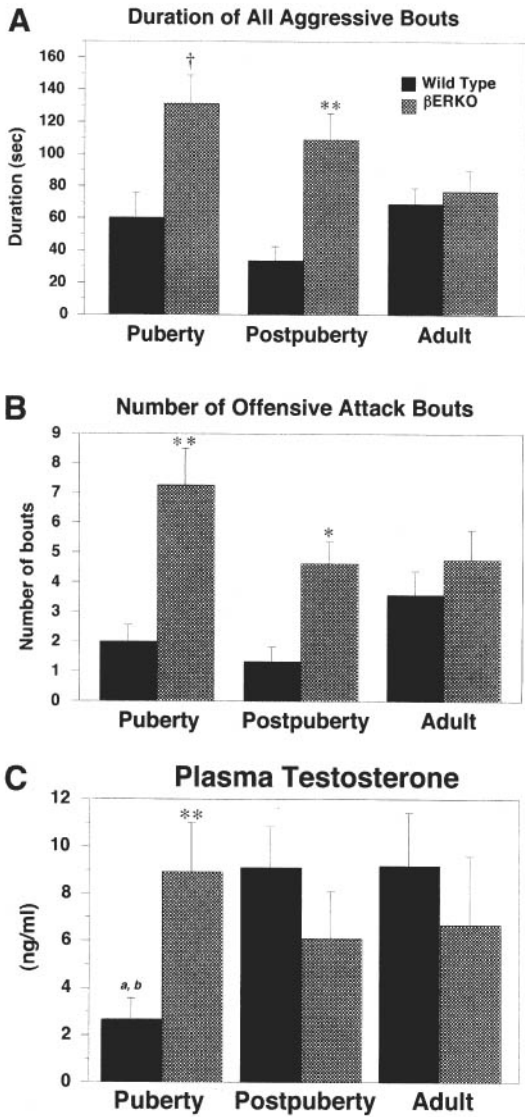 A
Duration of All Aggressive Bouts
160
140
120
100
80
60
40
20
0
Duration (sec)
†
**
Wild Type
βERKO
Puberty
Postpuberty
Adult
B
Number of Offensive Attack Bouts
9
8
7
6
5
4
3
2
1
0
Number of bouts
**
*
Puberty
Postpuberty
Adult
C
Plasma Testosterone
12
10
8
6
4
2
0
(ng/ml)
a, b
**
Puberty
Postpuberty
Adult